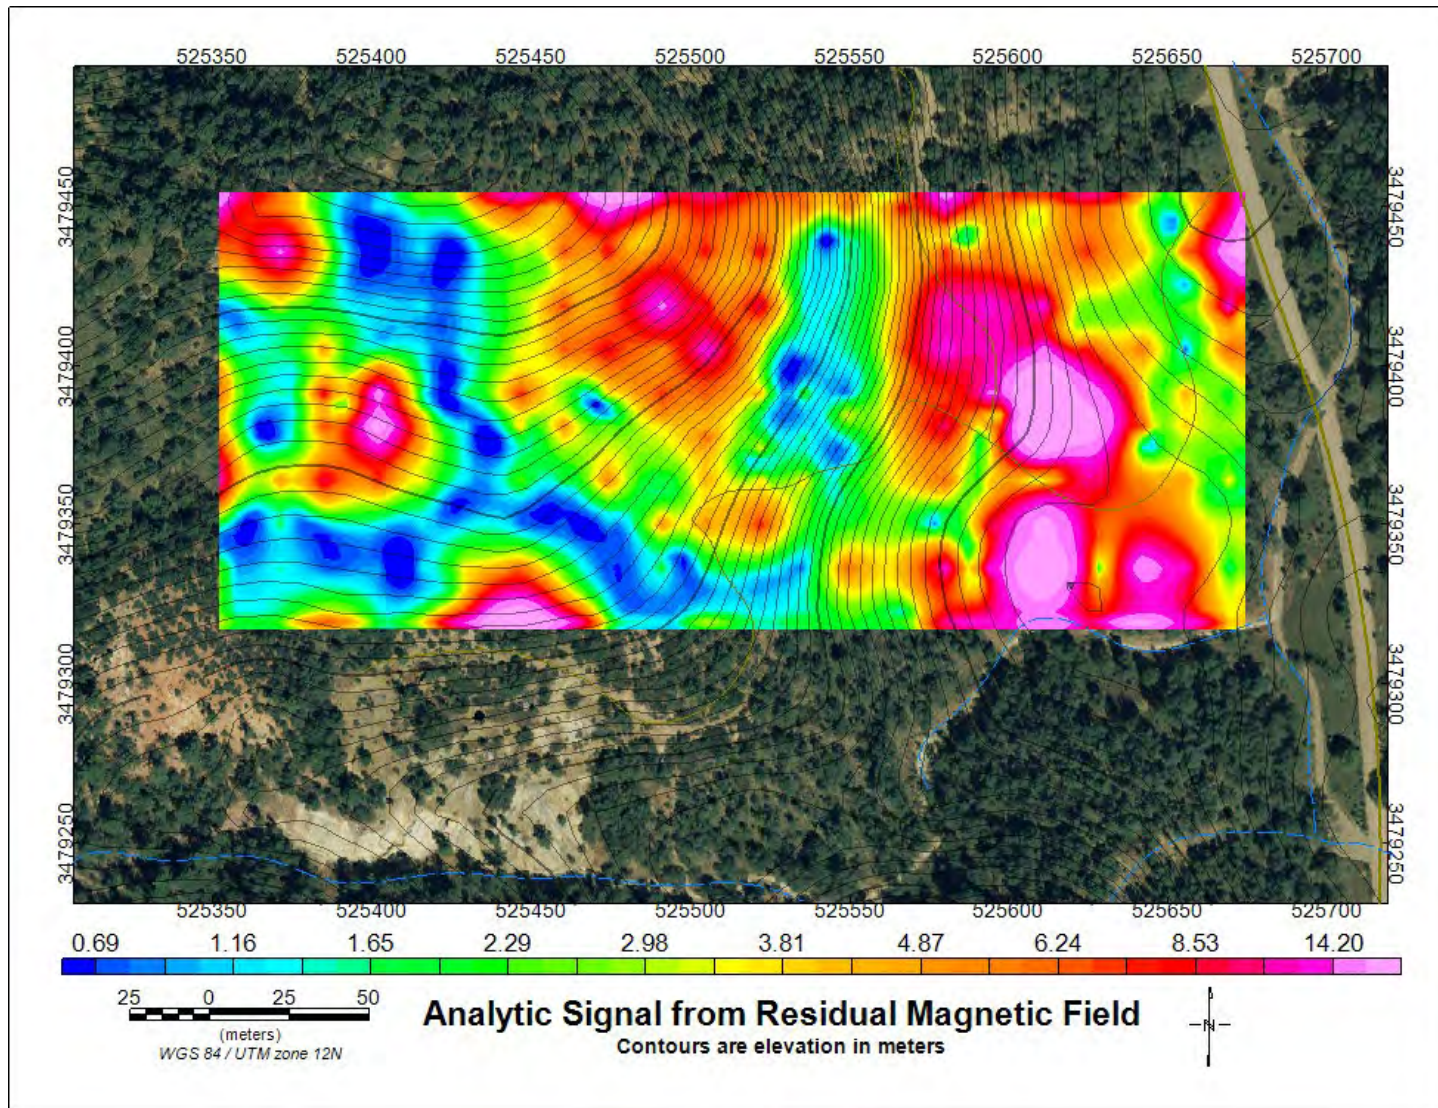 525350 525400 525450 525500 525550 525600 525650 525700
3479450 3479450
3479400 3479400
3479350 3479350
3479300 3479300
3479250 3479250
525350 525400 525450 525500 525550 525600 525650 525700
0.69 1.16 1.65 2.29 2.98 3.81 4.87 6.24 8.53 14.20
25 0 25 50
(meters)
WGS 84 / UTM zone 12N
Analytic Signal from Residual Magnetic Field
Contours are elevation in meters
N